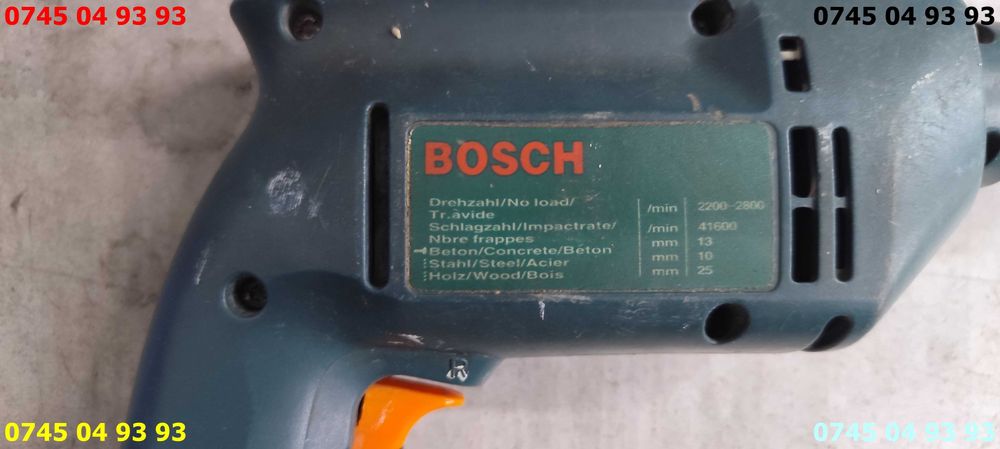 0745 04 93 93
0745 04 93 93
BOSCH
Drehzahl/No load/
Tr.àvide /min 2200-2800
Schlagzahl/Impactrate/ /min 41600
Nbre frappes mm 13
Beton/Concrete/Béton mm 10
Stahl/Steel/Acier mm 25
Holz/Wood/Bois
R
0745 04 93 93
0745 04 93 93